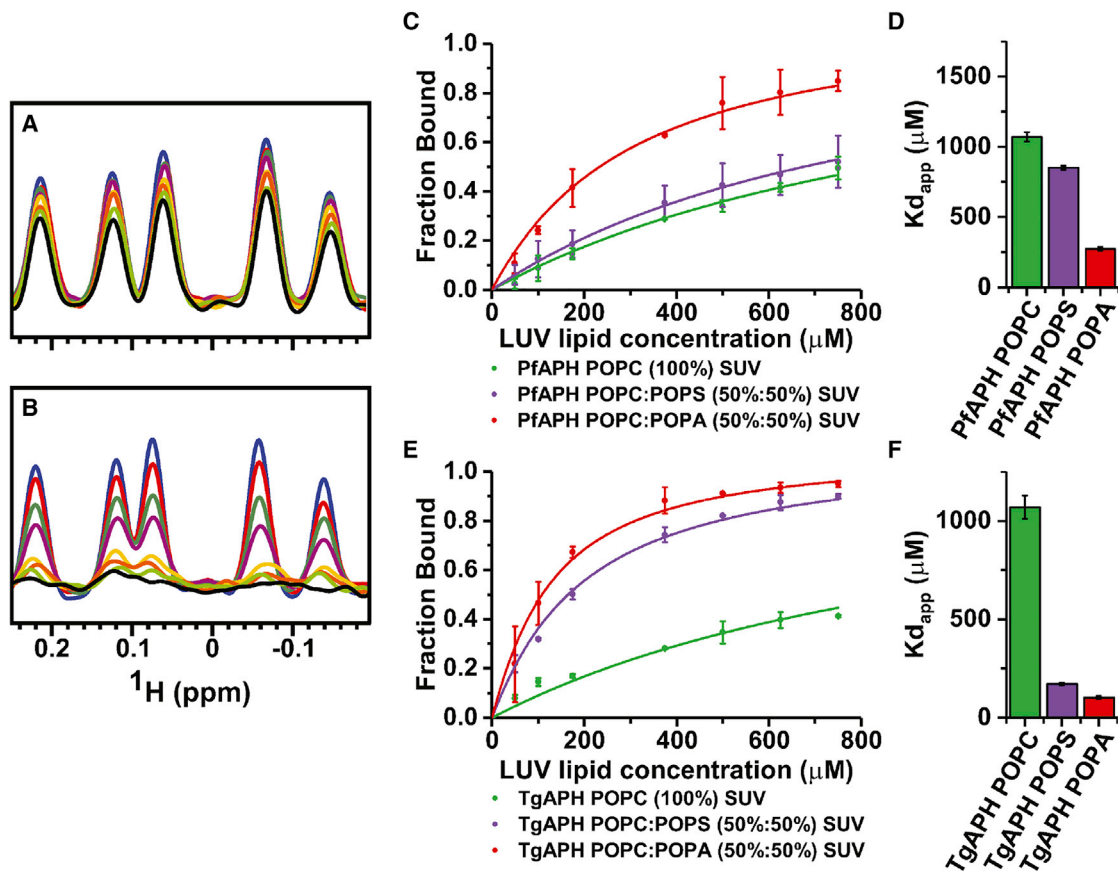 A
B
0.2 0.1 0 -0.1
¹H (ppm)
C
Fraction Bound
1.0
0.8
0.6
0.4
0.2
0.0
0 200 400 600 800
LUV lipid concentration (μM)
PfAPH POPC (100%) SUV
PfAPH POPC:POPS (50%:50%) SUV
PfAPH POPC:POPA (50%:50%) SUV
D
Kd_app (μM)
1500
1000
500
0
PfAPH POPC
PfAPH POPS
PfAPH POPA
E
Fraction Bound
1.0
0.8
0.6
0.4
0.2
0.0
0 200 400 600 800
LUV lipid concentration (μM)
TgAPH POPC (100%) SUV
TgAPH POPC:POPS (50%:50%) SUV
TgAPH POPC:POPA (50%:50%) SUV
F
Kd_app (μM)
1000
500
0
TgAPH POPC
TgAPH POPS
TgAPH POPA